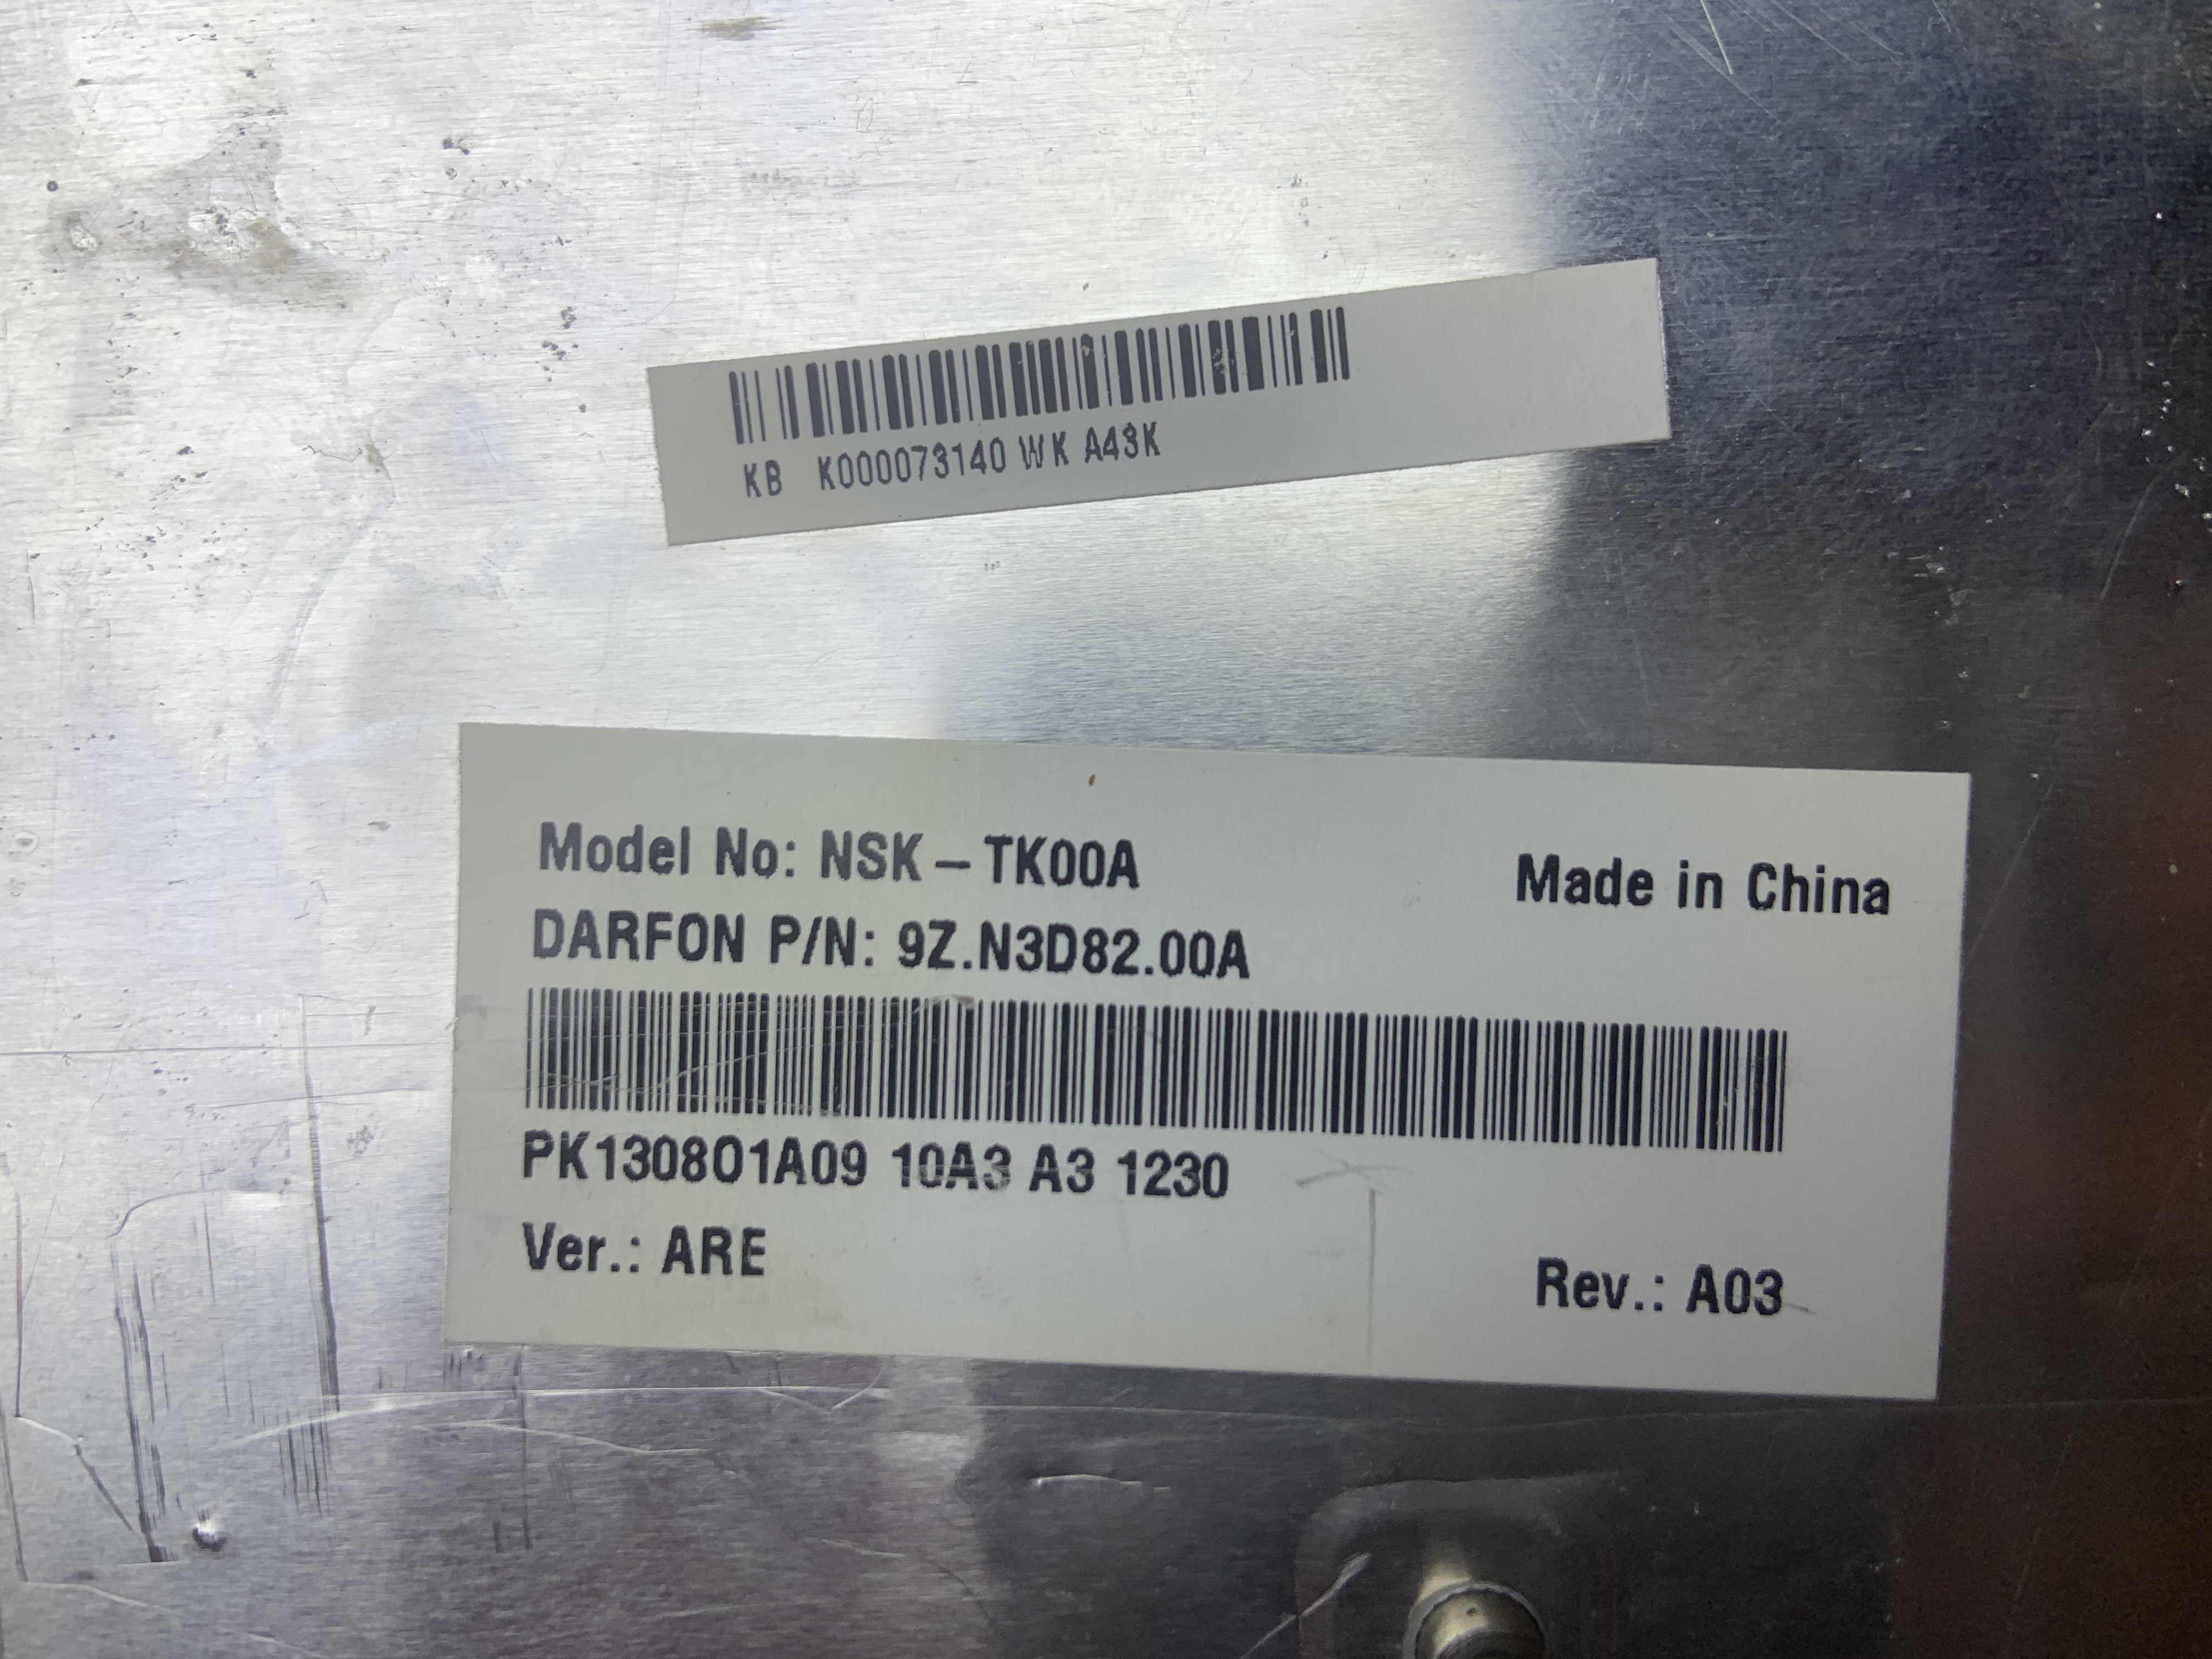 KB K000073140 WK A43K
Model No: NSK-TK00A
Made in China
DARFON P/N: 9Z.N3D82.00A
PK1308O1A09 10A3 A3 1230
Ver.: ARE
Rev.: A03